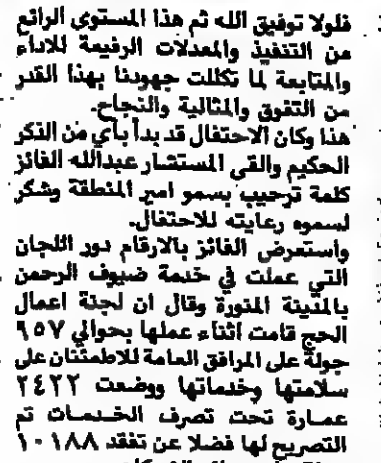 فلولا توفيق الله ثم هذا المستوى الرائع
من التنفيذ والمعدلات الرفيعة للاداء
والمتابعة لما تكللت جهودنا بهذا القدر
من التفوق والمثالية والنجاح.
هذا وكان الاحتفال قد بدأ بآي من الذكر
الحكيم والقى المستشار عبدالله الفائز
كلمة ترحيب بسمو امير المنطقة وشكر
لسموه رعايته للاحتفال.
واستعرض الفائز بالارقام دور اللجان
التي عملت في خدمة ضيوف الرحمن
بالمدينة المنورة وقال ان لجنة اعمال
الحج قامت اثناء عملها بحوالي ٩٥٧
جولة على المرافق العامة للاطمئنان على
سلامتها وخدماتها ووضعت ٢٤٢٢
عمارة تحت تصرف الخدمات تم
التصريح لها فضلا عن تفقد ١٠١٨٨